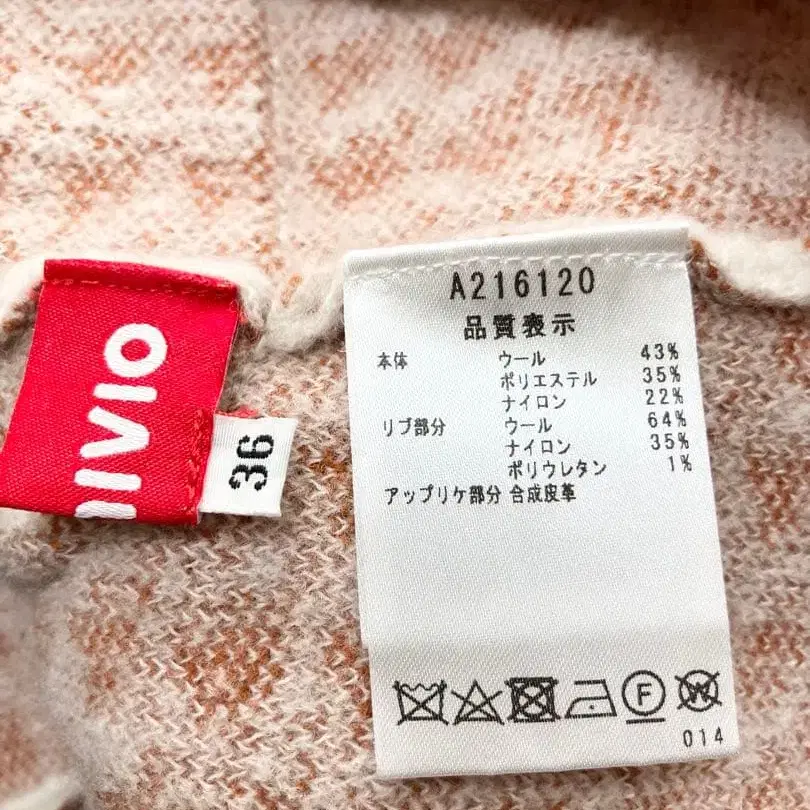 A216120
品質表示
本体 ウール 43%
ポリエステル 35%
ナイロン 22%
リブ部分 ウール 64%
ナイロン 35%
ポリウレタン 1%
アップリケ部分 合成皮革
F W
014
36